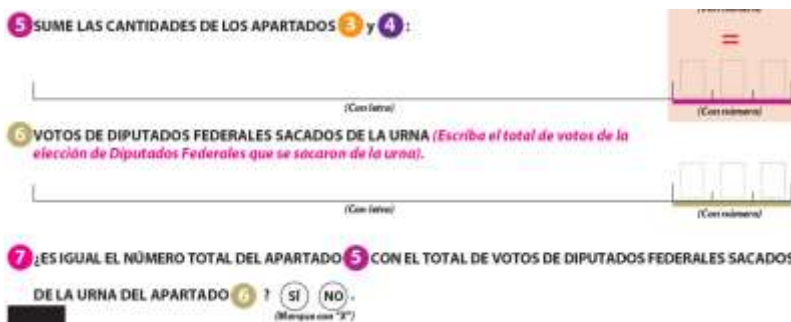 (Con número)
5 SUME LAS CANTIDADES DE LOS APARTADOS 3 y 4 :
=
(Con letra) (Con número)
6 VOTOS DE DIPUTADOS FEDERALES SACADOS DE LA URNA (Escriba el total de votos de la
elección de Diputados Federales que se sacaron de la urna).
(Con letra) (Con número)
7 ¿ES IGUAL EL NÚMERO TOTAL DEL APARTADO 5 CON EL TOTAL DE VOTOS DE DIPUTADOS FEDERALES SACADOS
DE LA URNA DEL APARTADO 6 ? SÍ NO .
(Marque con "X")